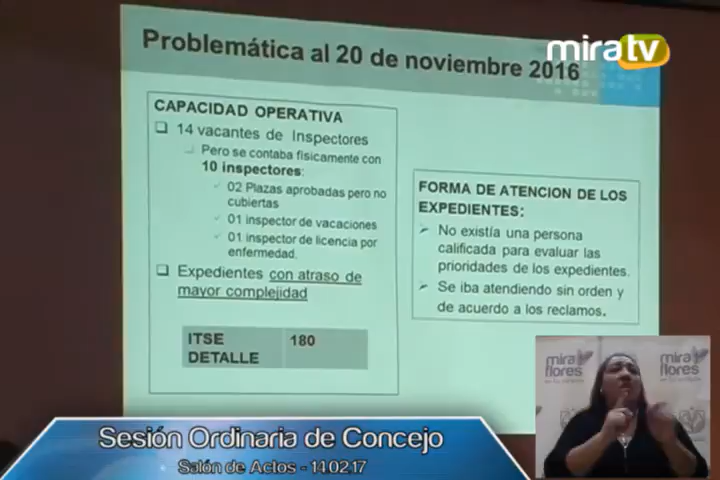 miratv
Problemática al 20 de noviembre 2016
CAPACIDAD OPERATIVA
14 vacantes de Inspectores
Pero se contaba físicamente con
10 inspectores:
02 Plazas aprobadas pero no
cubiertas
01 inspector de vacaciones
01 inspector de licencia por
enfermedad.
Expedientes con atraso de
mayor complejidad
ITSE 180
DETALLE
FORMA DE ATENCION DE LOS
EXPEDIENTES:
No existía una persona
calificada para evaluar las
prioridades de los expedientes.
Se iba atendiendo sin orden y
de acuerdo a los reclamos.
mira
flores
mira
flores
Sesión Ordinaria de Concejo
Salón de Actos - 14.02.17